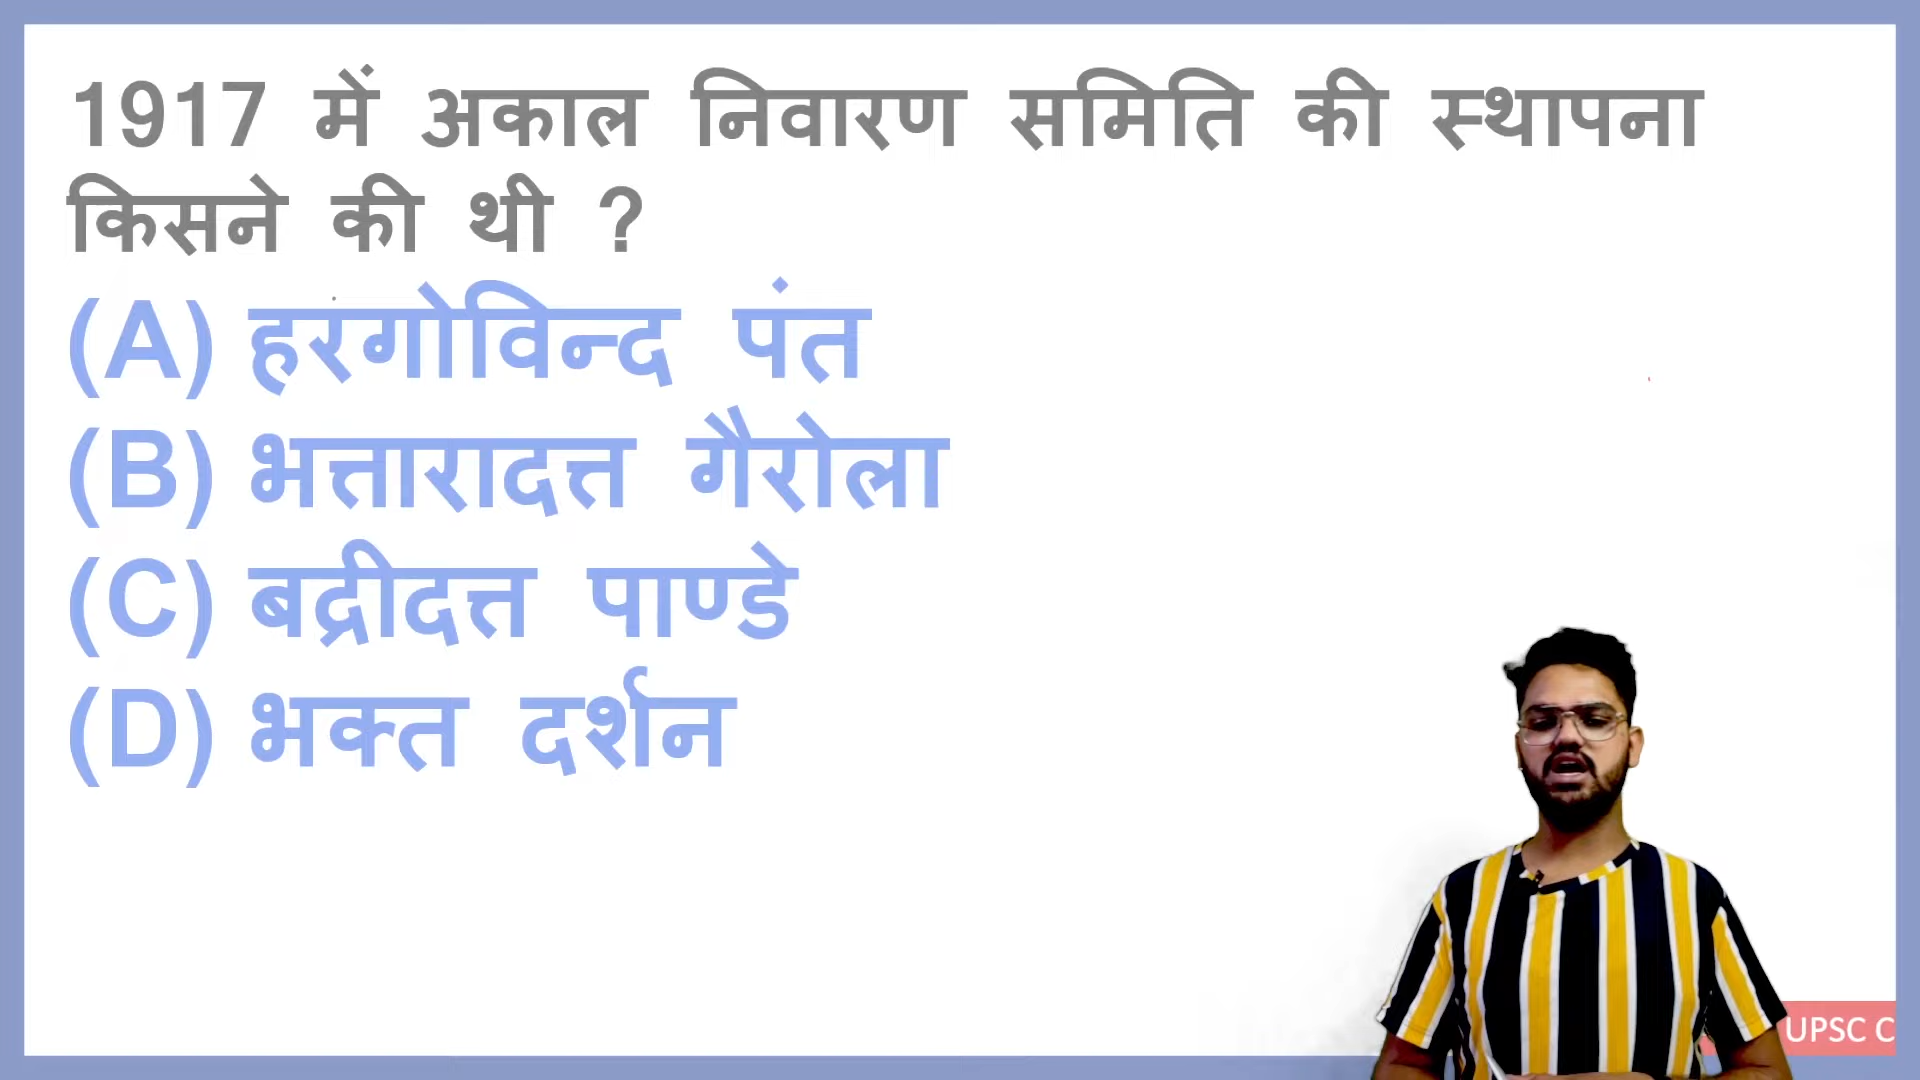 1917 में अकाल निवारण समिति की स्थापना
किसने की थी ?
(A) हरगोविन्द पंत
(B) भत्तारादत्त गैरोला
(C) बद्रीदत्त पाण्डे
(D) भक्त दर्शन
UPSC C